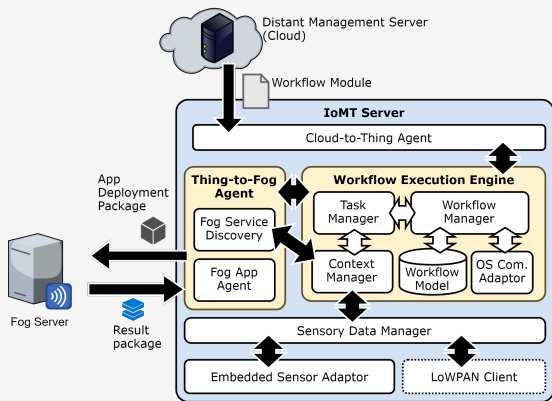 Distant Management Server
(Cloud)
Workflow Module
IoMT Server
Cloud-to-Thing Agent
App
Deployment
Package
Thing-to-Fog
Agent
Workflow Execution Engine
Fog Service
Discovery
Task
Manager
Workflow
Manager
Fog App
Agent
Context
Manager
Workflow
Model
OS Com.
Adaptor
Fog Server
Result
package
Sensory Data Manager
Embedded Sensor Adaptor
LoWPAN Client